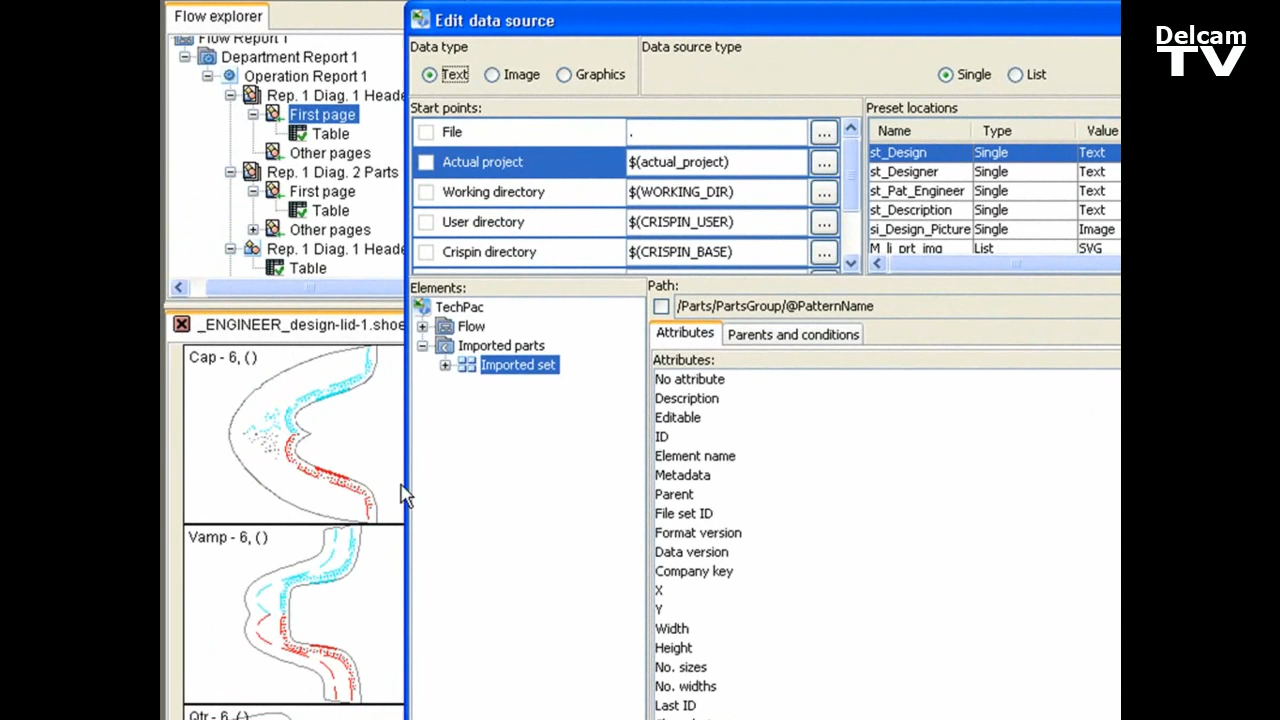 Delcam
TV
Flow explorer
Flow Report 1
Department Report 1
Operation Report 1
Rep. 1 Diag. 1 Heade
First page
Table
Other pages
Rep. 1 Diag. 2 Parts
First page
Table
Other pages
Rep. 1 Diag. 1 Heade
Table
_ENGINEER_design-lid-1.shoe
Cap - 6, ()
Vamp - 6, ()
Qtr - 6, ()
Edit data source
Data type
Text Image Graphics
Data source type
Single List
Start points:
File .
...
Actual project $(actual_project)
...
Working directory $(WORKING_DIR)
...
User directory $(CRISPIN_USER)
...
Crispin directory $(CRISPIN_BASE)
...
Preset locations
Name Type Value
st_Design Single Text
st_Designer Single Text
st_Pat_Engineer Single Text
st_Description Single Text
si_Design_Picture Single Image
M_li_prt_img List SVG
Elements:
TechPac
Flow
Imported parts
Imported set
Path:
/Parts/PartsGroup/@PatternName
Attributes Parents and conditions
Attributes:
No attribute
Description
Editable
ID
Element name
Metadata
Parent
File set ID
Format version
Data version
Company key
X
Y
Width
Height
No. sizes
No. widths
Last ID